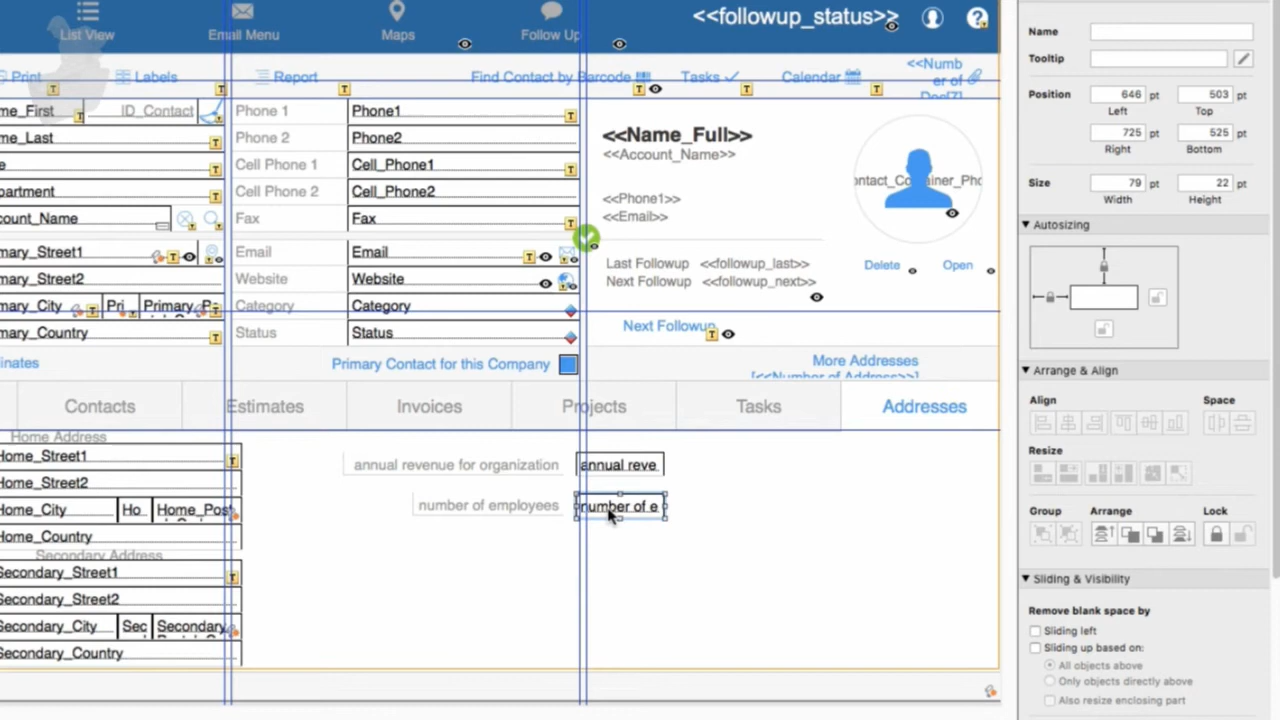 List View
Email Menu
Maps
Follow Up
<<followup_status>>
Print
Labels
Report
Find Contact by Barcode
Tasks
Calendar
<<Numb
er of
me_First
ID_Contact
me_Last
e
partment
count_Name
mary_Street1
mary_Street2
mary_City
Pri
Primary_P
mary_Country
inates
Phone 1
Phone1
Phone 2
Phone2
Cell Phone 1
Cell_Phone1
Cell Phone 2
Cell_Phone2
Fax
Fax
Email
Email
Website
Website
Category
Category
Status
Status
Primary Contact for this Company
<<Name_Full>>
<<Account_Name>>
<<Phone1>>
<<Email>>
Last Followup <<followup_last>>
Next Followup <<followup_next>>
Next Followup
ontact_Container_Pho
Delete
Open
More Addresses
[<<Number of Address>>]
Contacts
Estimates
Invoices
Projects
Tasks
Addresses
Home Address
Home_Street1
Home_Street2
Home_City
Ho
Home_Post
Home_Country
Secondary Address
Secondary_Street1
Secondary_Street2
Secondary_City
Sec
Secondary
Secondary_Country
annual revenue for organization
annual reve
number of employees
number of e
Name
Tooltip
Position
646 pt
503 pt
Left
Top
725 pt
525 pt
Right
Bottom
Size
79 pt
22 pt
Width
Height
Autosizing
Arrange & Align
Align
Space
Resize
Group
Arrange
Lock
Sliding & Visibility
Remove blank space by
Sliding left
Sliding up based on:
All objects above
Only objects directly above
Also resize enclosing part